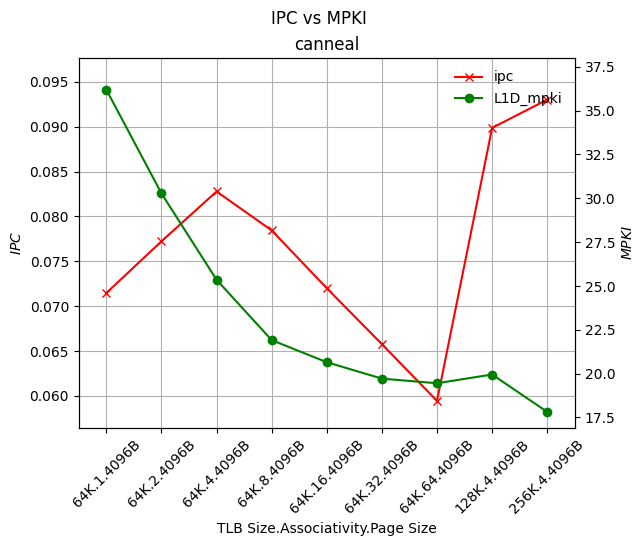 IPC vs MPKI
canneal
ipc
L1D_mpki
0.095
0.090
0.085
0.080
0.075
0.070
0.065
0.060
IPC
37.5
35.0
32.5
30.0
27.5
25.0
22.5
20.0
17.5
MPKI
64K.1.4096B
64K.2.4096B
64K.4.4096B
64K.8.4096B
64K.16.4096B
64K.32.4096B
64K.64.4096B
128K.4.4096B
256K.4.4096B
TLB Size.Associativity.Page Size